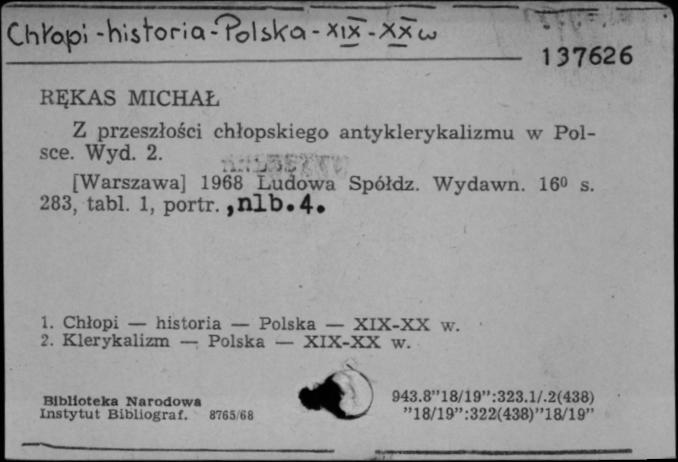 Chłopi - historia - Polska - XIX - XX w
137626
RĘKAS MICHAŁ
Z przeszłości chłopskiego antyklerykalizmu w Pol-
sce. Wyd. 2.
[Warszawa] 1968 Ludowa Spółdz. Wydawn. 16⁰ s.
283, tabl. 1, portr. ,nlb.4.
1. Chłopi — historia — Polska — XIX-XX w.
2. Klerykalizm — Polska — XIX-XX w.
Biblioteka Narodowa
Instytut Bibliograf. 8765/68
943.8"18/19":323.1/.2(438)
"18/19":322(438)"18/19"